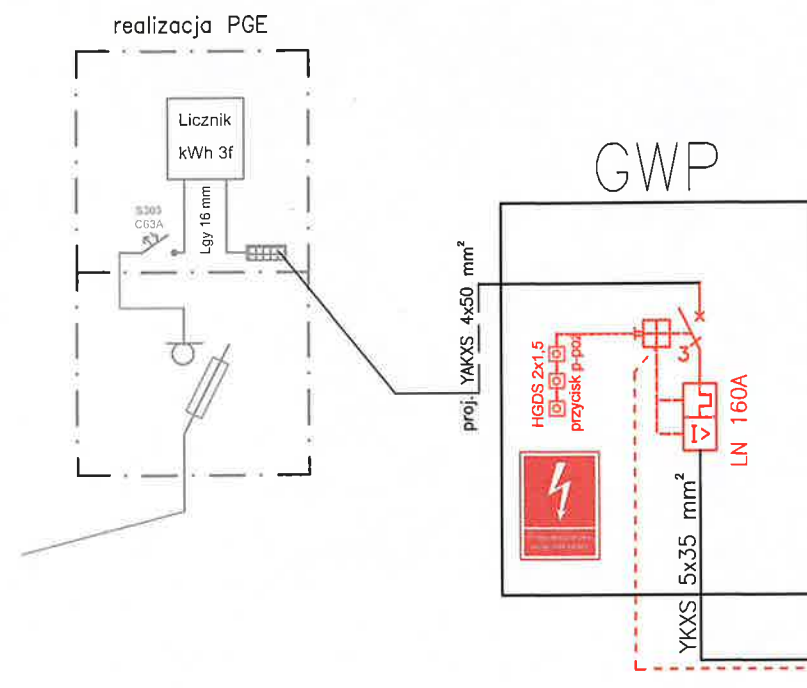 realizacja PGE
Licznik
kWh 3f
S303
C63A
Lgy 16 mm
GWP
proj. YAKXS 4x50 mm²
HGDS 2x1,5
przycisk p-poż
3
I>
LN 160A
YKXS 5x35 mm²